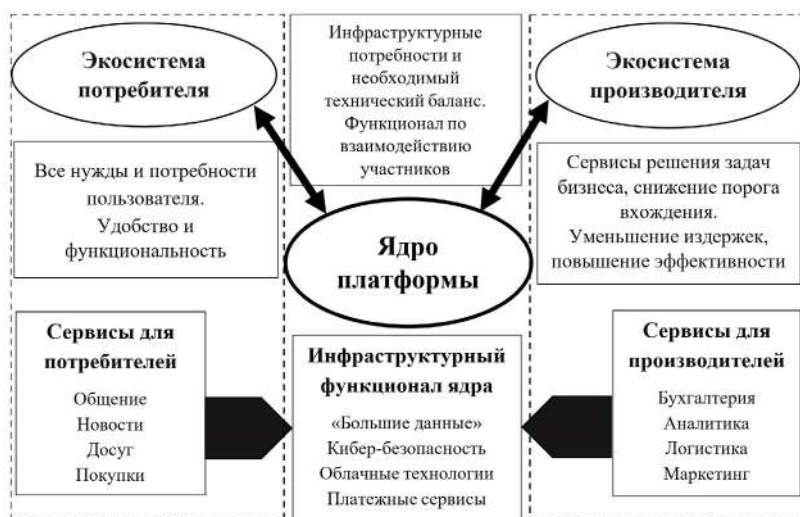 Экосистема
потребителя
Инфраструктурные
потребности и
необходимый
технический баланс.
Функционал по
взаимодействию
участников
Экосистема
производителя
Все нужды и потребности
пользователя.
Удобство и
функциональность
Ядро
платформы
Сервисы решения задач
бизнеса, снижение порога
вхождения.
Уменьшение издержек,
повышение эффективности
Сервисы для
потребителей
Общение
Новости
Досуг
Покупки
Инфраструктурный
функционал ядра
«Большие данные»
Кибер-безопасность
Облачные технологии
Платежные сервисы
Сервисы для
производителей
Бухгалтерия
Аналитика
Логистика
Маркетинг